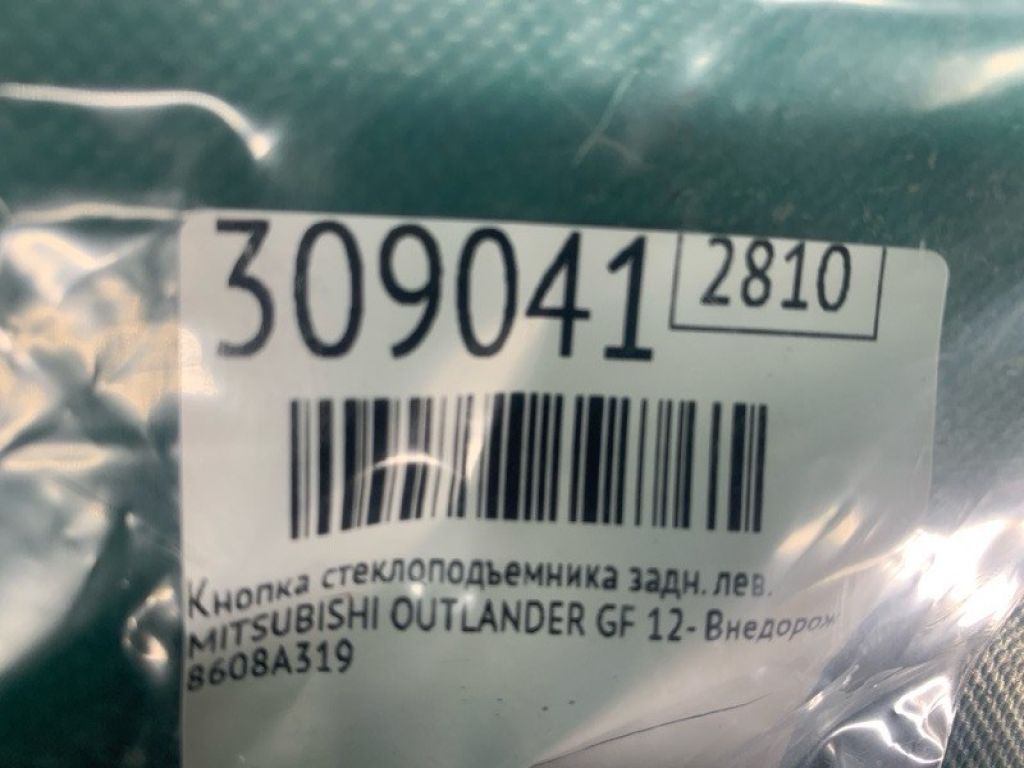 309041 2810
Кнопка стеклоподъемника задн. лев.
MITSUBISHI OUTLANDER GF 12- Внедорож
8608A319